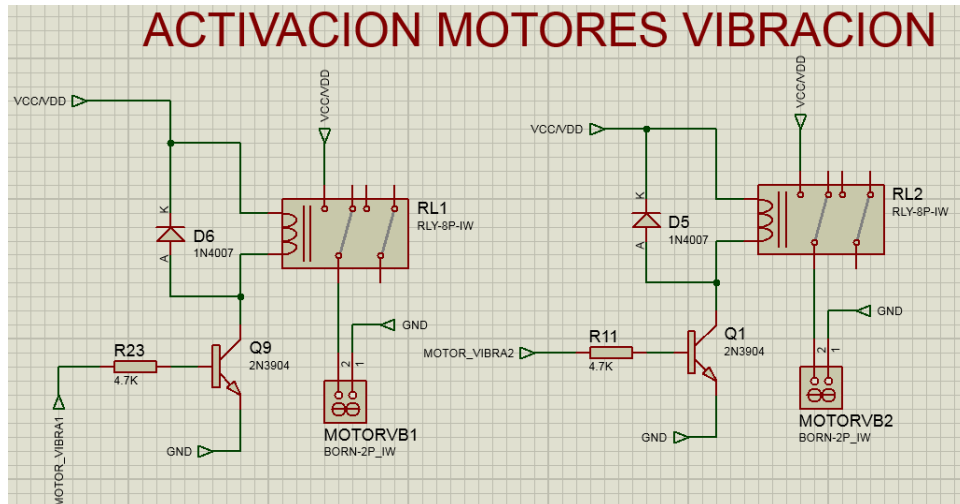 ACTIVACION MOTORES VIBRACION
VCC/VDD
VCC/VDD
K
D6
1N4007
A
RL1
RLY-8P-IW
R23
4.7K
Q9
2N3904
MOTOR_VIBRA1
GND
GND
2
1
MOTORVB1
BORN-2P_IW
VCC/VDD
VCC/VDD
K
D5
1N4007
A
RL2
RLY-8P-IW
MOTOR_VIBRA2
R11
4.7K
Q1
2N3904
GND
GND
2
1
MOTORVB2
BORN-2P_IW